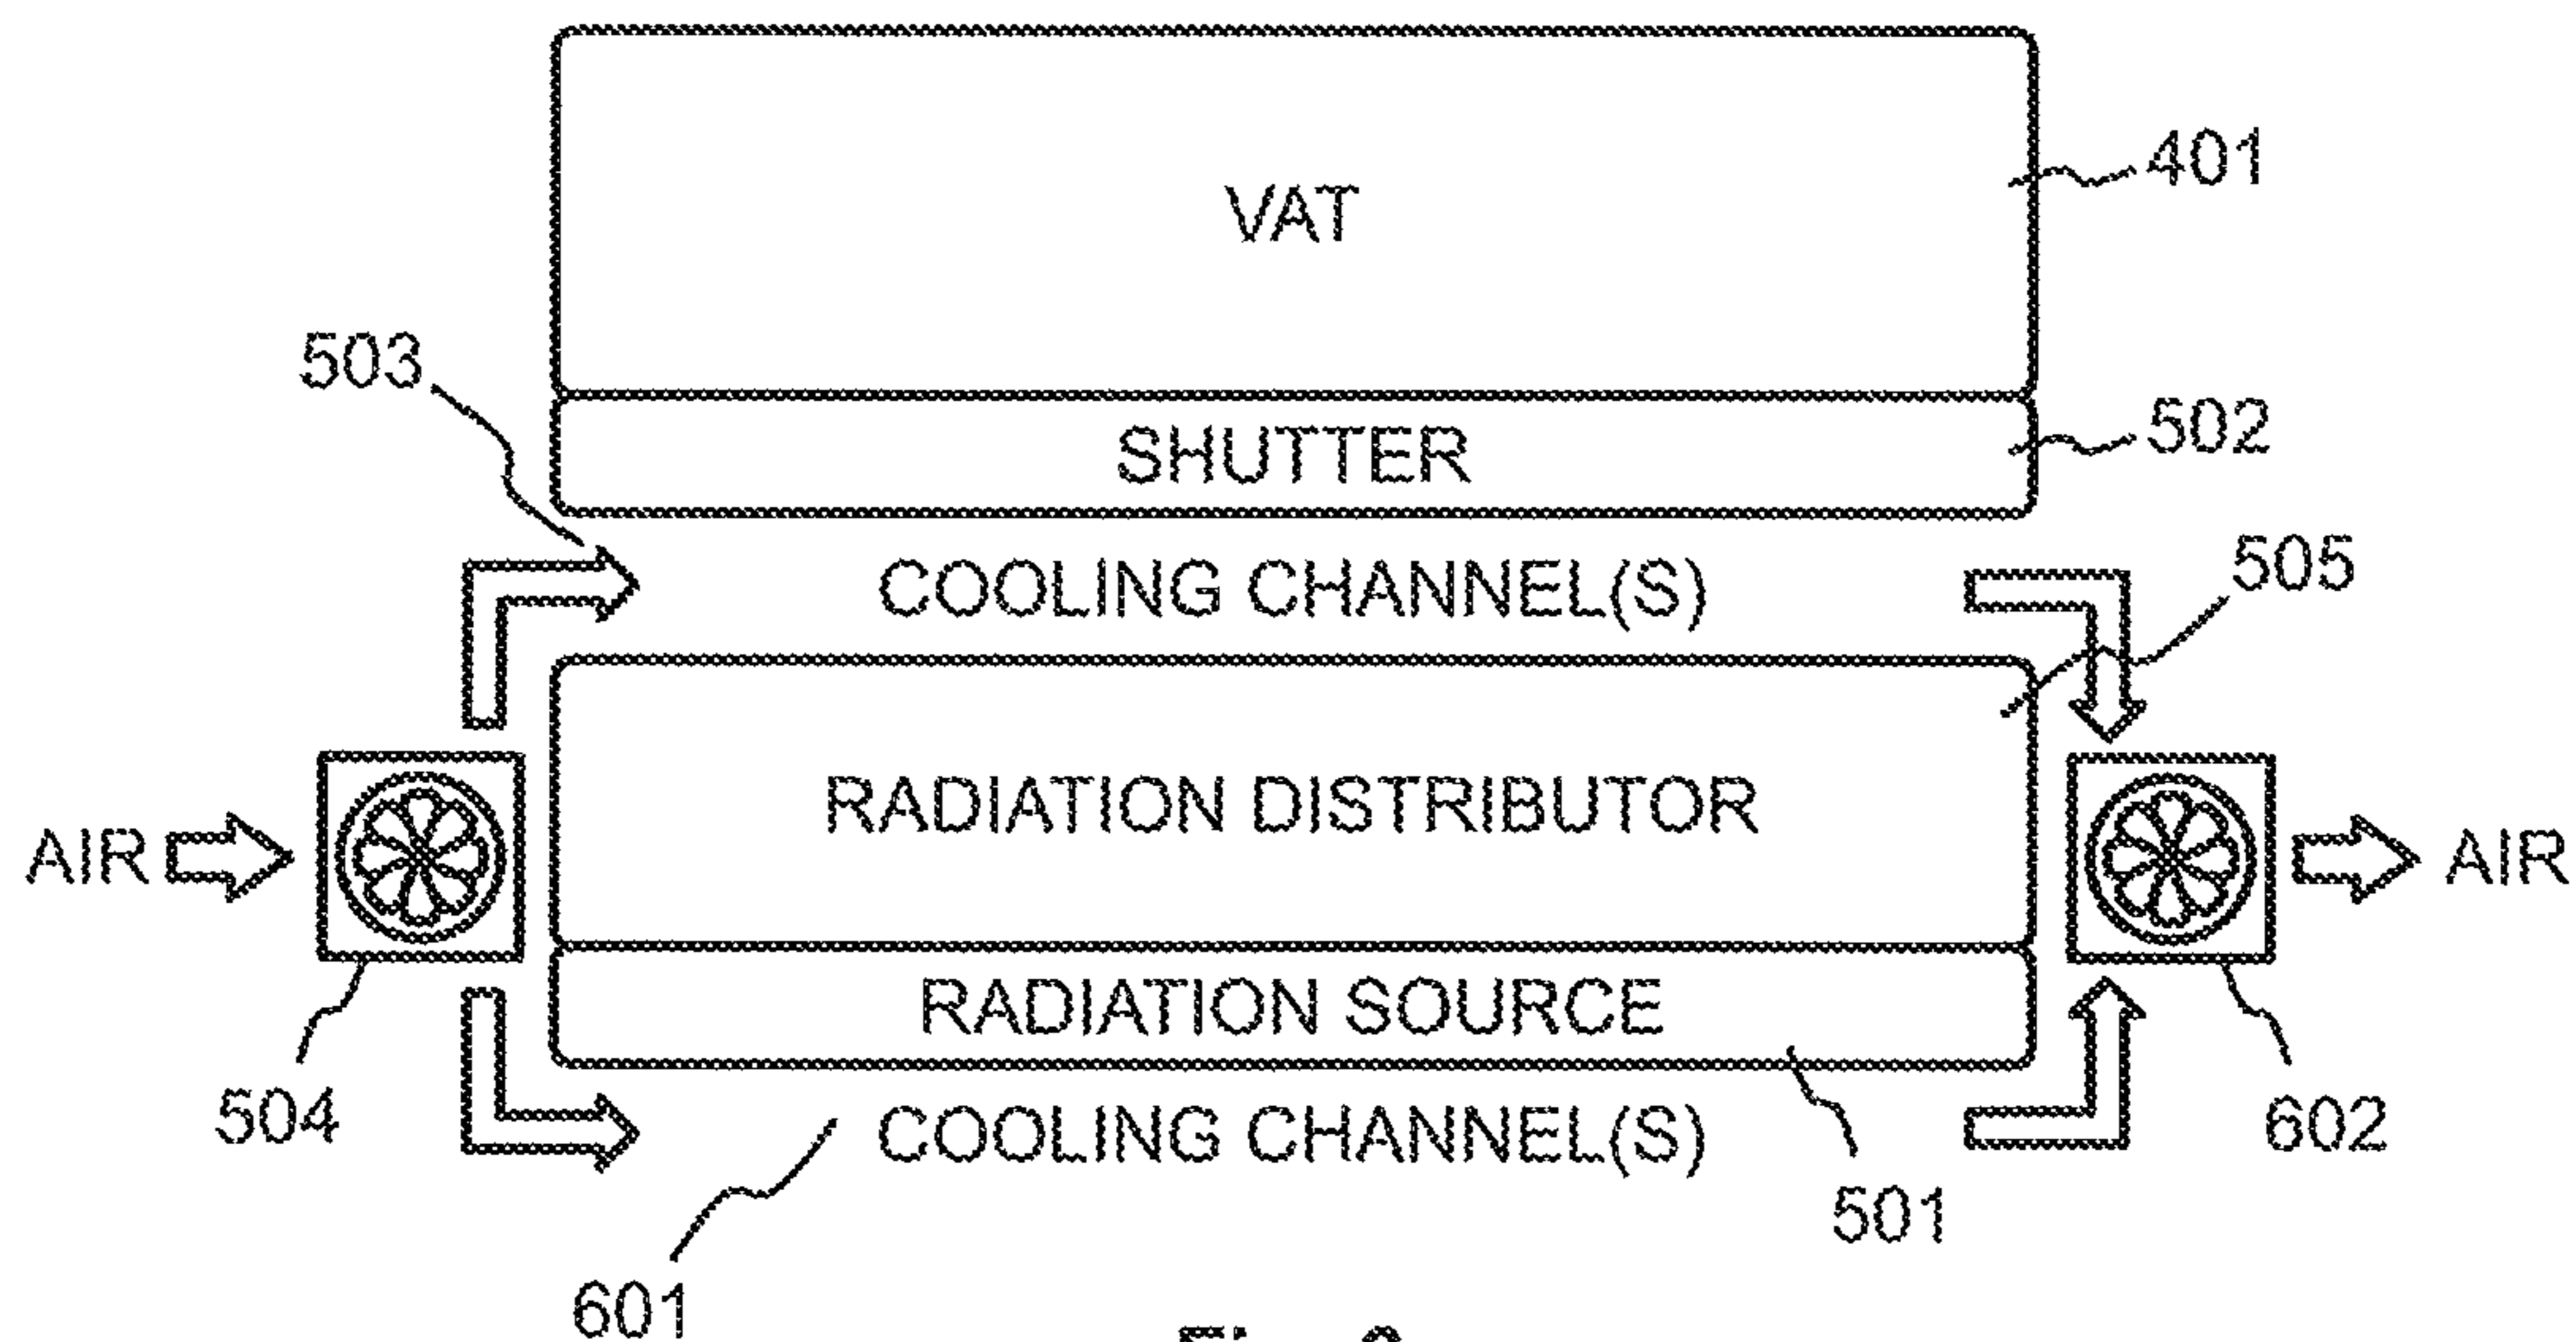 VAT
401
503
SHUTTER
502
COOLING CHANNEL(S)
505
RADIATION DISTRIBUTOR
AIR
AIR
RADIATION SOURCE
504
COOLING CHANNEL(S)
602
501
601